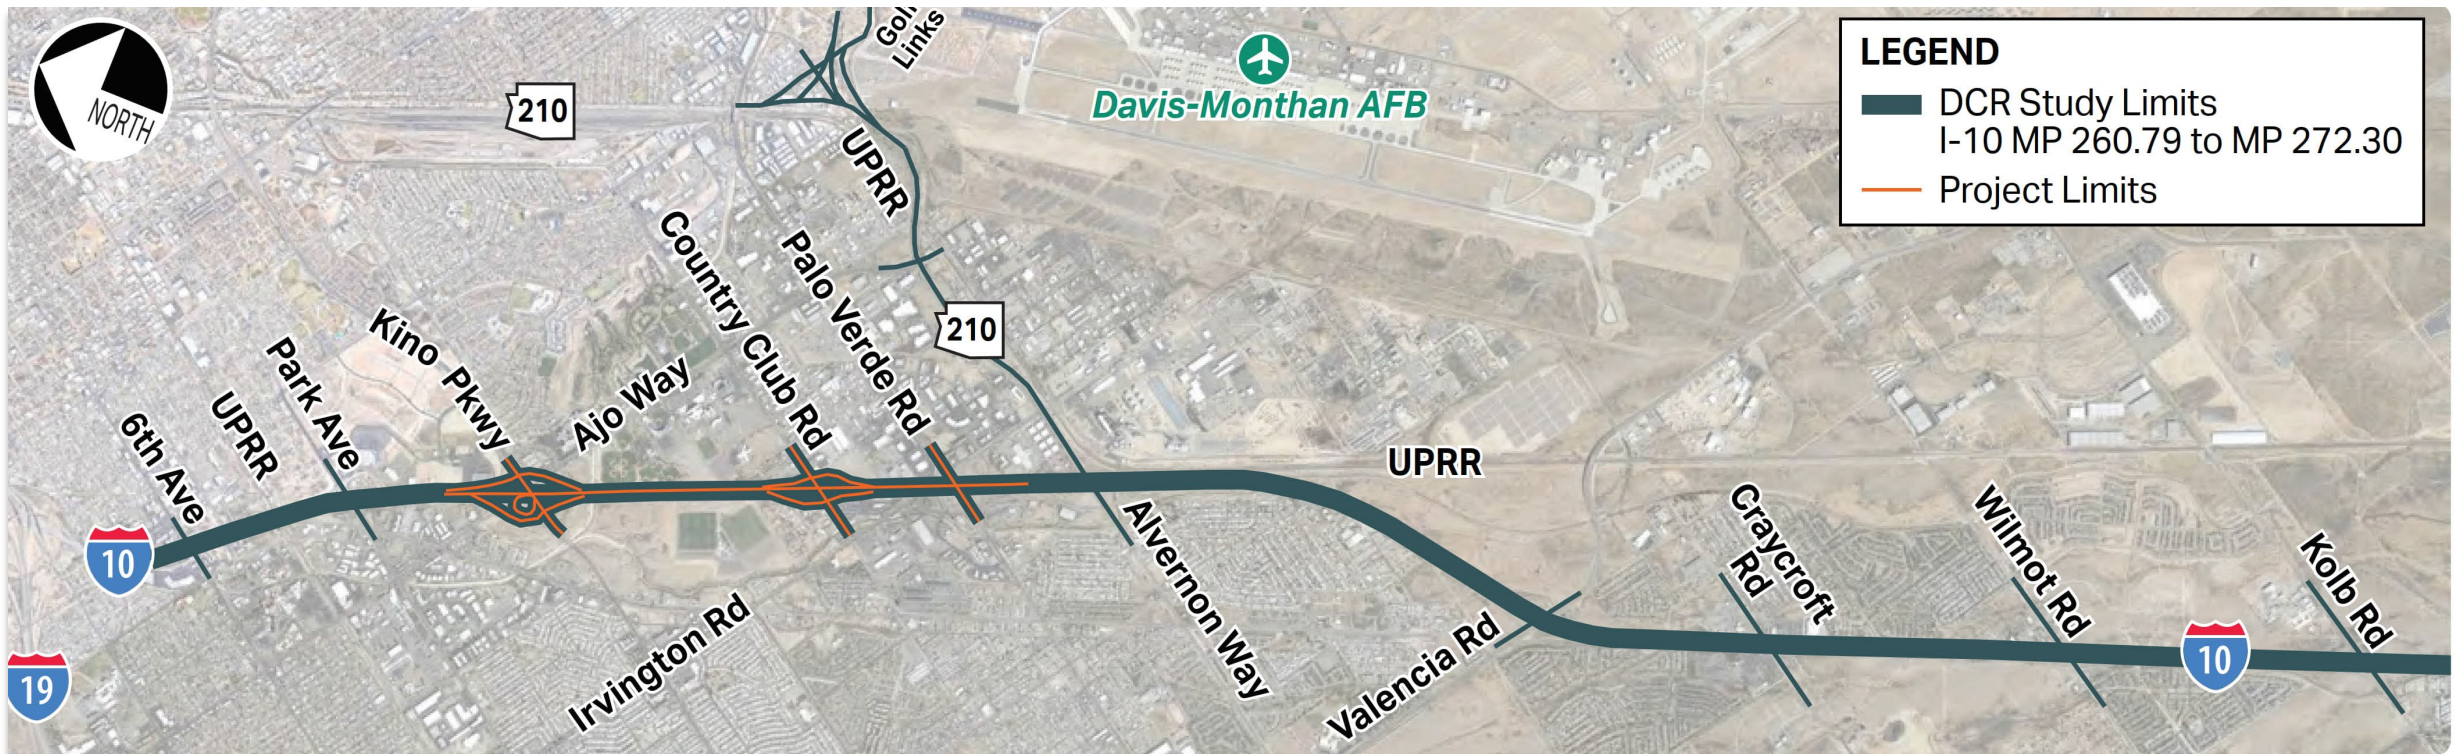 NORTH
210
Golf
Links
Davis-Monthan AFB
LEGEND
DCR Study Limits
I-10 MP 260.79 to MP 272.30
Project Limits
UPRR
Country Club Rd
Palo Verde Rd
210
Kino Pkwy
Ajo Way
Park Ave
UPRR
6th Ave
UPRR
10
19
Irvington Rd
Alvernon Way
Valencia Rd
Craycroft
Rd
Wilmot Rd
Kolb Rd
10